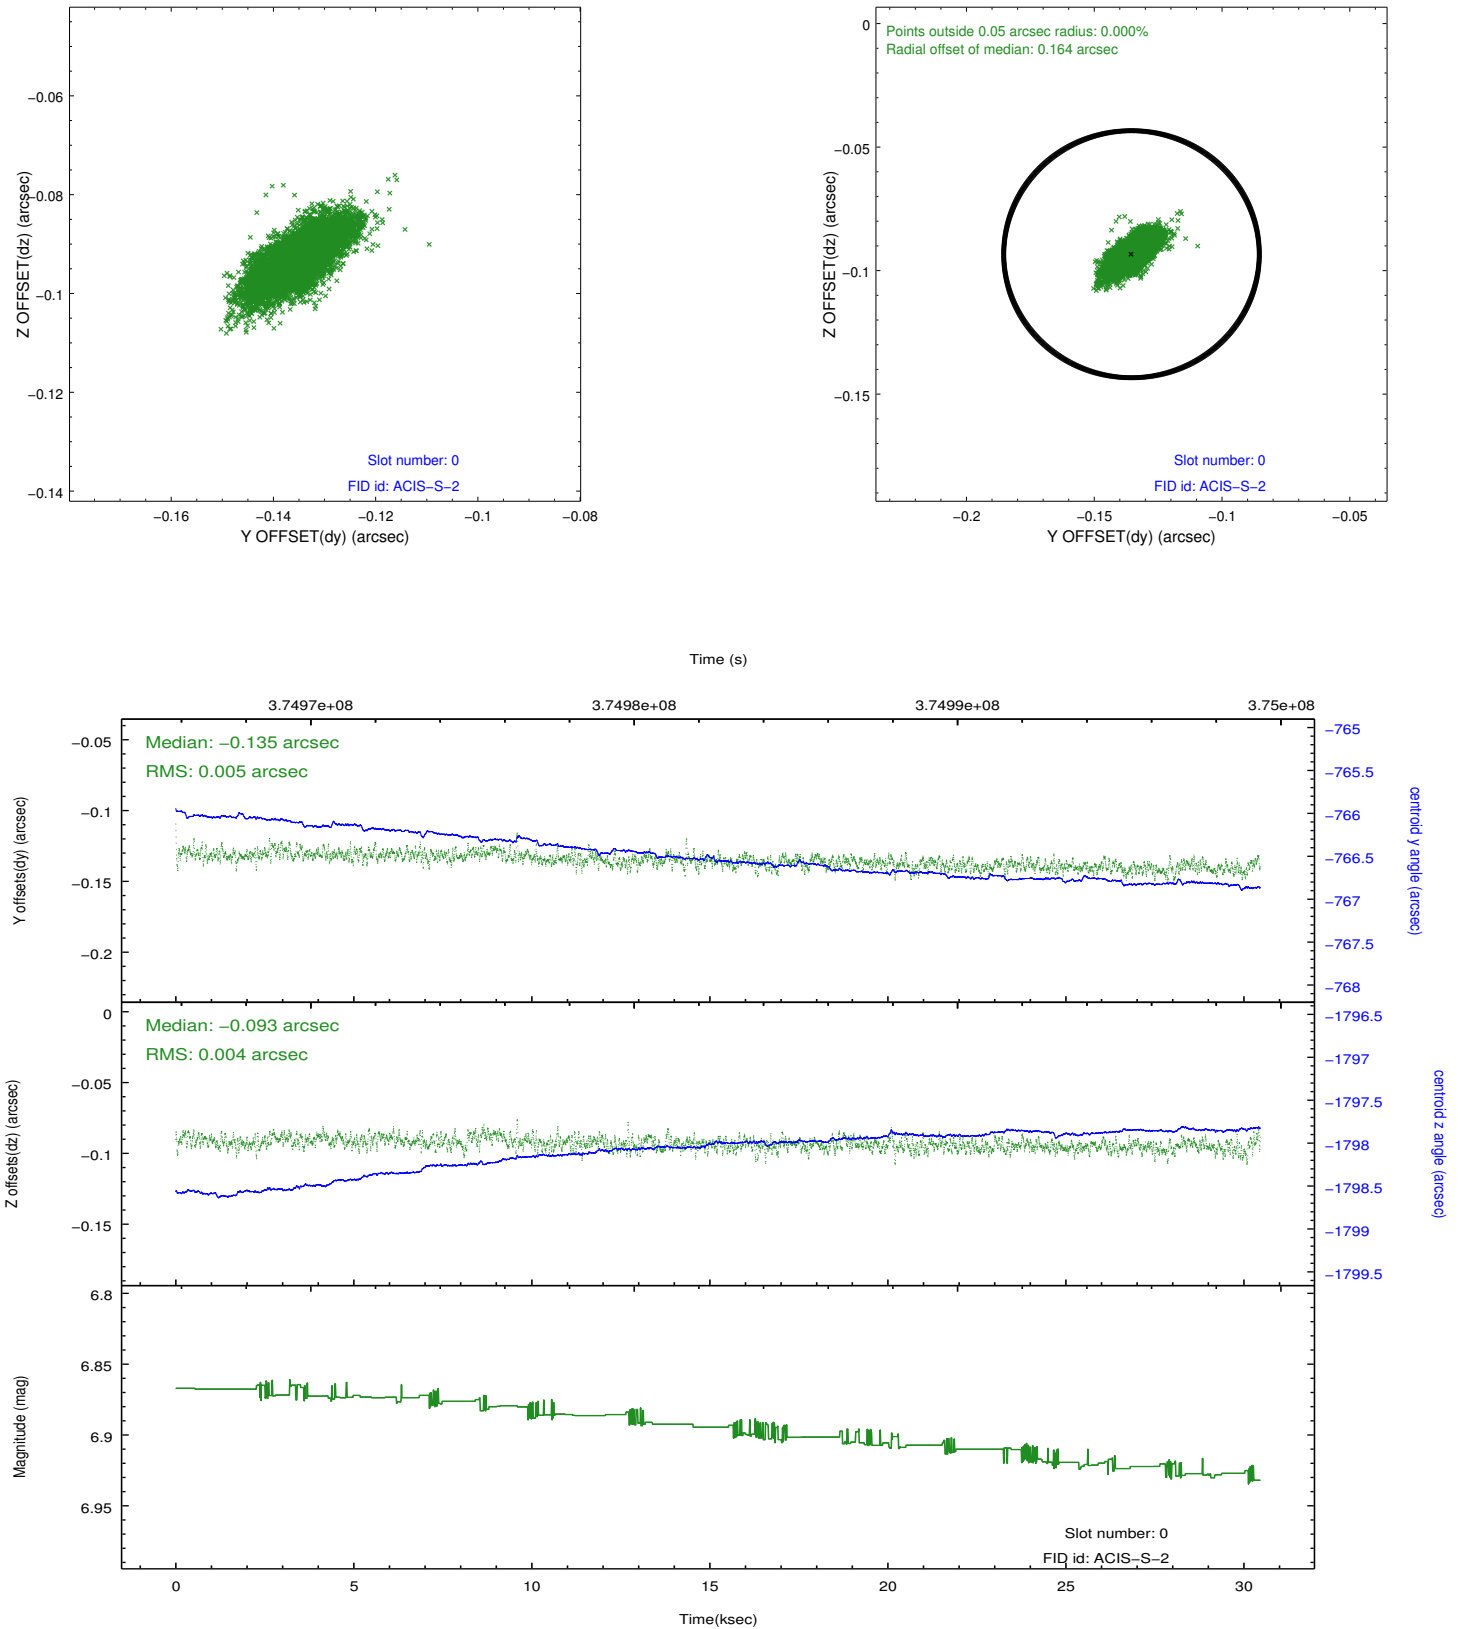 −0.06
−0.08
−0.1
−0.12
−0.14
Z OFFSET(dz) (arcsec)
Slot number: 0
FID id: ACIS−S−2
−0.16
−0.14
−0.12
−0.1
−0.08
Y OFFSET(dy) (arcsec)
Points outside 0.05 arcsec radius: 0.000%
Radial offset of median: 0.164 arcsec
0
−0.05
−0.1
−0.15
Z OFFSET(dz) (arcsec)
Slot number: 0
FID id: ACIS−S−2
−0.2
−0.15
−0.1
−0.05
Y OFFSET(dy) (arcsec)
Time (s)
3.7497e+08
3.7498e+08
3.7499e+08
3.75e+08
Median: −0.135 arcsec
RMS: 0.005 arcsec
−0.05
−0.1
−0.15
−0.2
Y offsets(dy) (arcsec)
−765
−765.5
−766
−766.5
−767
−767.5
−768
centroid y angle (arcsec)
Median: −0.093 arcsec
RMS: 0.004 arcsec
0
−0.05
−0.1
−0.15
Z offsets(dz) (arcsec)
−1796.5
−1797
−1797.5
−1798
−1798.5
−1799
−1799.5
centroid z angle (arcsec)
6.8
6.85
6.9
6.95
Magnitude (mag)
Slot number: 0
FID id: ACIS−S−2
0
5
10
15
20
25
30
Time(ksec)